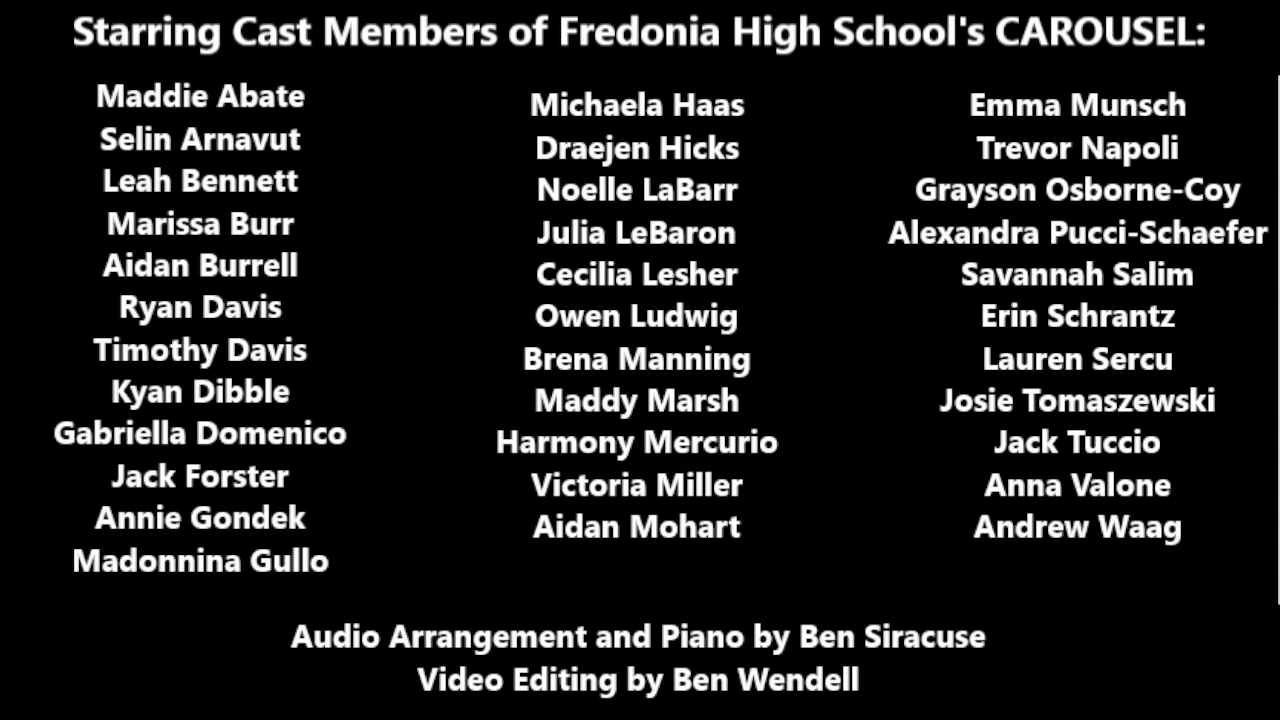 Starring Cast Members of Fredonia High School's CAROUSEL:
Maddie Abate
Selin Arnavut
Leah Bennett
Marissa Burr
Aidan Burrell
Ryan Davis
Timothy Davis
Kyan Dibble
Gabriella Domenico
Jack Forster
Annie Gondek
Madonnina Gullo
Michaela Haas
Draejen Hicks
Noelle LaBarr
Julia LeBaron
Cecilia Lesher
Owen Ludwig
Brena Manning
Maddy Marsh
Harmony Mercurio
Victoria Miller
Aidan Mohart
Emma Munsch
Trevor Napoli
Grayson Osborne-Coy
Alexandra Pucci-Schaefer
Savannah Salim
Erin Schrantz
Lauren Sercu
Josie Tomaszewski
Jack Tuccio
Anna Valone
Andrew Waag
Audio Arrangement and Piano by Ben Siracuse
Video Editing by Ben Wendell